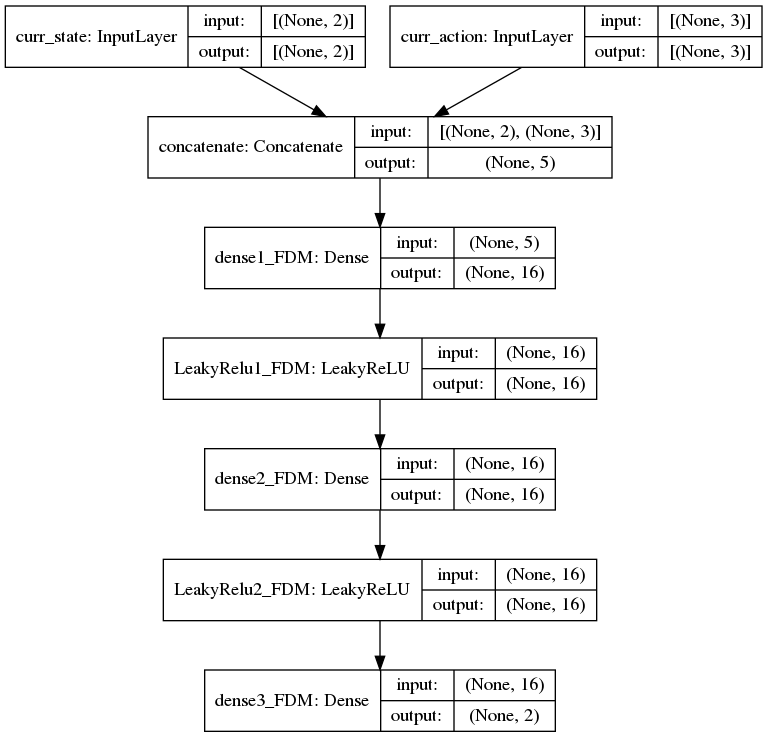 curr_state: InputLayer
input: [(None, 2)]
output: [(None, 2)]
curr_action: InputLayer
input: [(None, 3)]
output: [(None, 3)]
concatenate: Concatenate
input: [(None, 2), (None, 3)]
output: (None, 5)
dense1_FDM: Dense
input: (None, 5)
output: (None, 16)
LeakyRelu1_FDM: LeakyReLU
input: (None, 16)
output: (None, 16)
dense2_FDM: Dense
input: (None, 16)
output: (None, 16)
LeakyRelu2_FDM: LeakyReLU
input: (None, 16)
output: (None, 16)
dense3_FDM: Dense
input: (None, 16)
output: (None, 2)